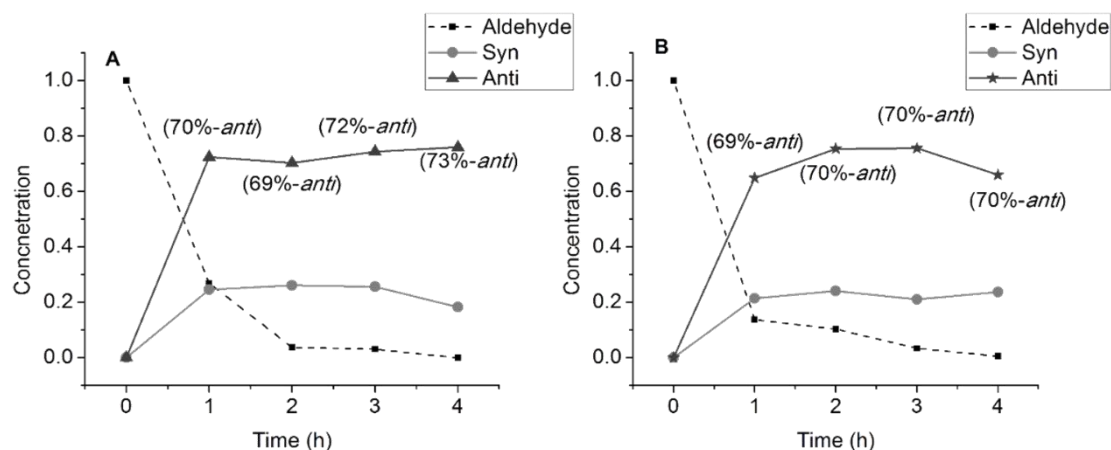 A
Aldehyde
Syn
Anti
1.0
0.8
0.6
0.4
0.2
0.0
Concnetration
(70%-anti)
(69%-anti)
(72%-anti)
(73%-anti)
0 1 2 3 4
Time (h)
B
Aldehyde
Syn
Anti
1.0
0.8
0.6
0.4
0.2
0.0
Concentration
(69%-anti)
(70%-anti)
(70%-anti)
(70%-anti)
0 1 2 3 4
Time (h)